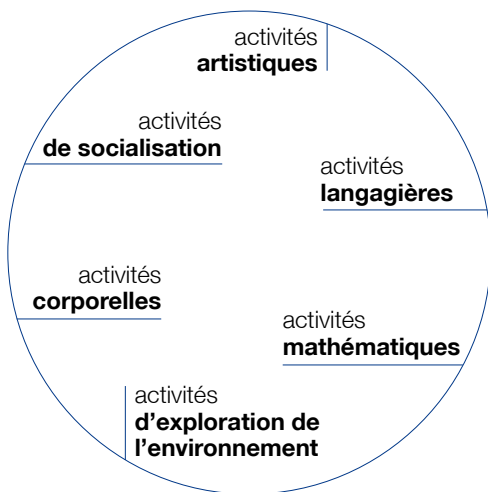 activités
artistiques
activités
de socialisation
activités
langagières
activités
corporelles
activités
mathématiques
activités
d'exploration de
l'environnement